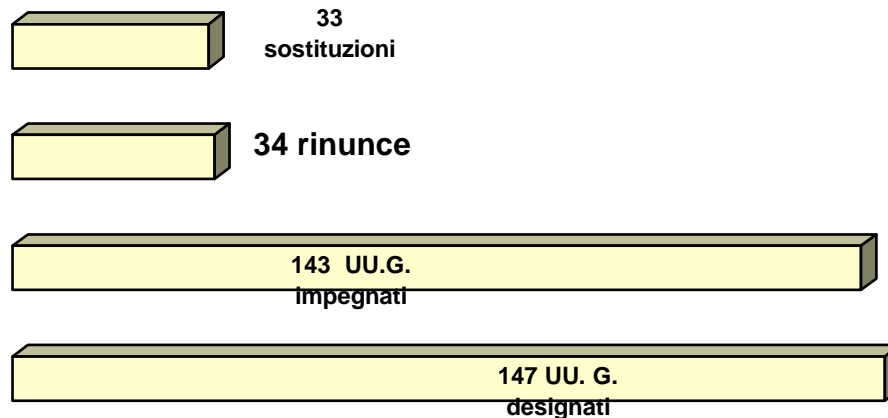 33
sostituzioni
34 rinunce
143 UU.G.
impegnati
147 UU. G.
designati